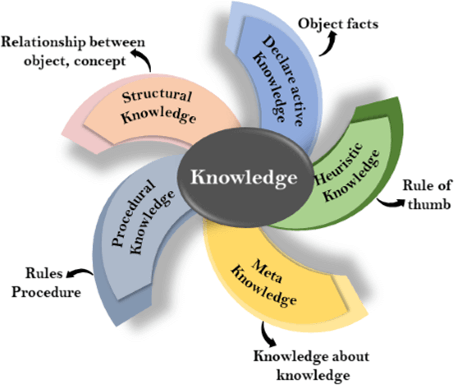 Relationship between
object, concept
Structural
Knowledge
Object facts
Declare active
Knowledge
Knowledge
Heuristic
Knowledge
Rule of
thumb
Procedural
Knowledge
Rules
Procedure
Meta
Knowledge
Knowledge about
knowledge